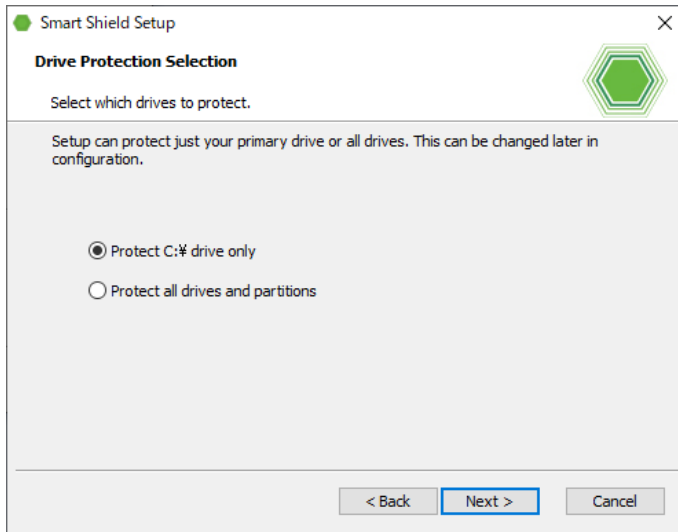 Smart Shield Setup
Drive Protection Selection
Select which drives to protect.
Setup can protect just your primary drive or all drives. This can be changed later in
configuration.
Protect C:¥ drive only
Protect all drives and partitions
< Back
Next >
Cancel